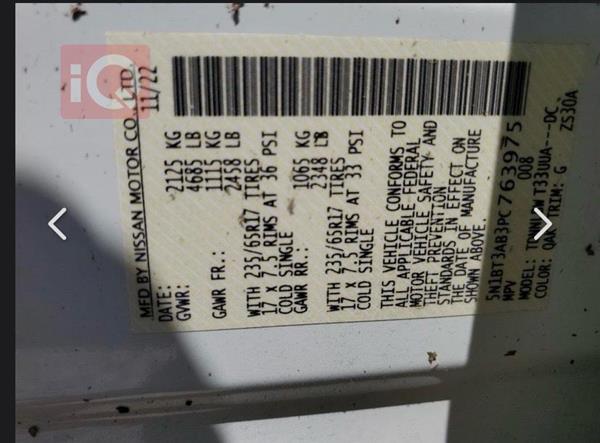 iQ
MFD BY NISSAN MOTOR CO., LTD.
DATE: 11/22
GVWR: 2125 KG
4685 LB
GAWR FR.: 1115 KG
2458 LB
WITH 235/65R17 TIRES
17 X 7.5 RIMS AT 36 PSI
COLD SINGLE
GAWR RR.: 1065 KG
2348 LB
WITH 235/65R17 TIRES
17 X 7.5 RIMS AT 33 PSI
COLD SINGLE
THIS VEHICLE CONFORMS TO
ALL APPLICABLE FEDERAL
MOTOR VEHICLE SAFETY AND
THEFT PREVENTION
STANDARDS IN EFFECT ON
THE DATE OF MANUFACTURE
SHOWN ABOVE.
5N1BT3AB3PC763975
MPV 008
MODEL:
COLOR: QAK TRIM: G ZS30A